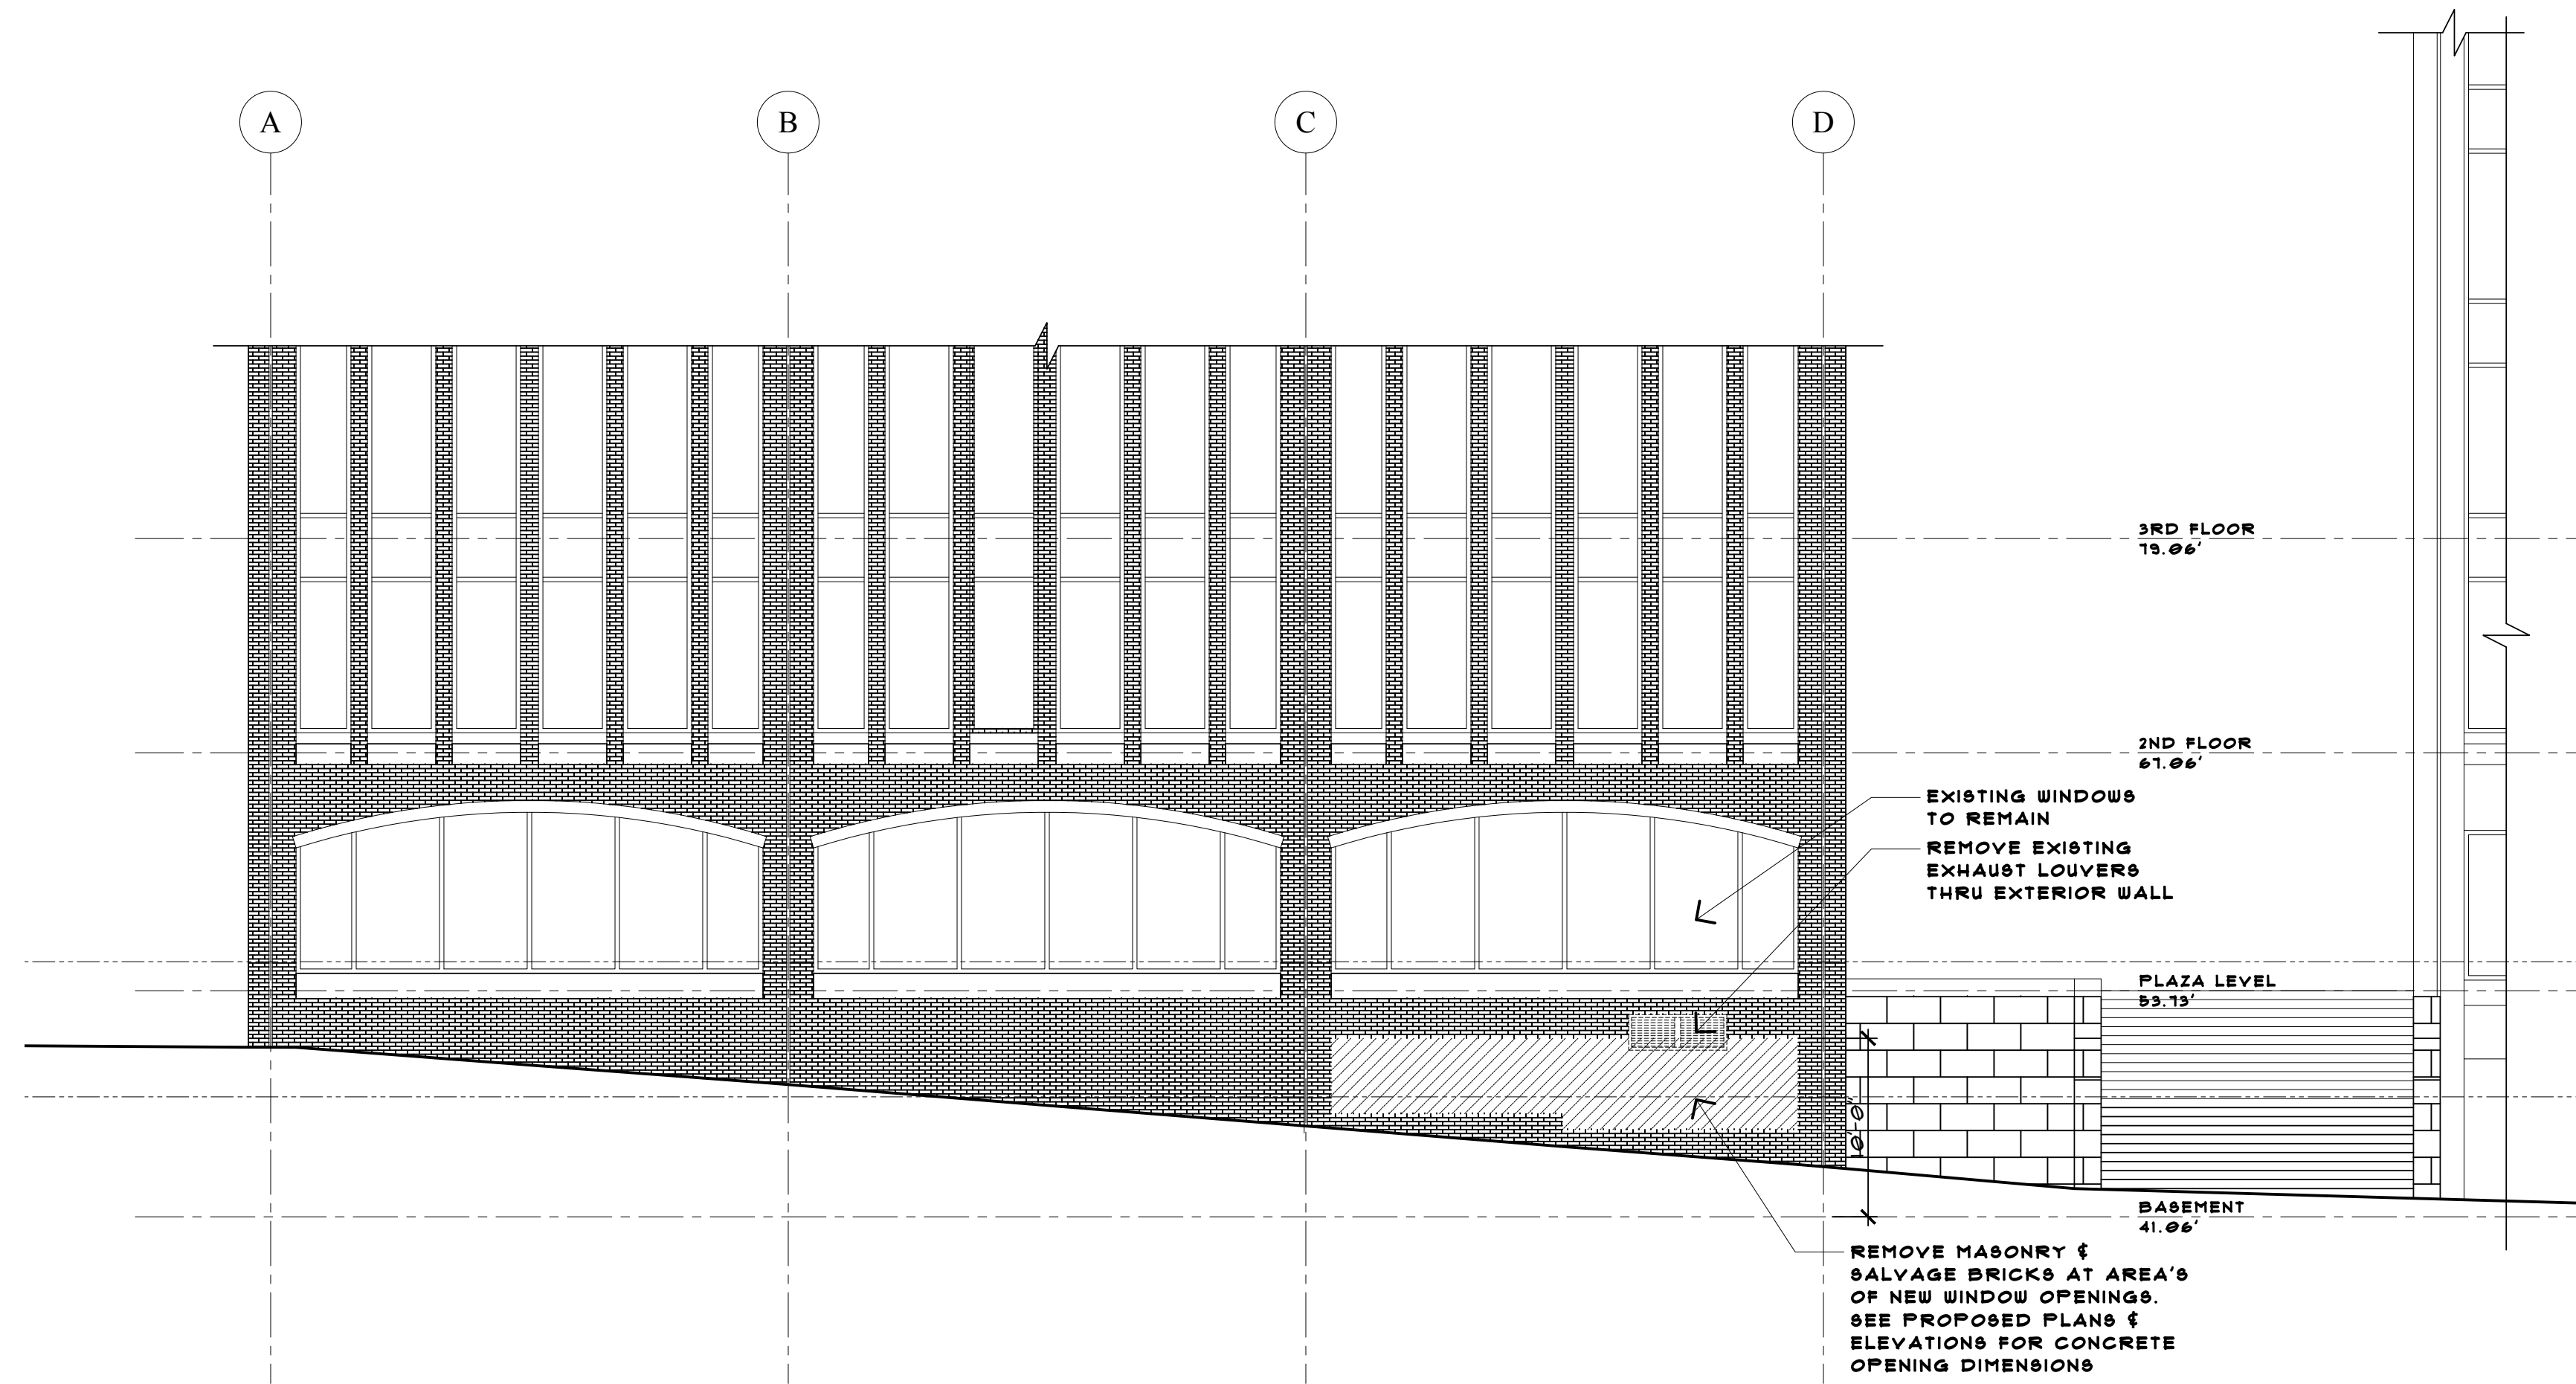 A
B
C
D
3RD FLOOR
79.06'
2ND FLOOR
67.06'
EXISTING WINDOWS
TO REMAIN
REMOVE EXISTING
EXHAUST LOUVERS
THRU EXTERIOR WALL
PLAZA LEVEL
53.73'
10'-0"
BASEMENT
41.06'
REMOVE MASONRY &
SALVAGE BRICKS AT AREA'S
OF NEW WINDOW OPENINGS.
SEE PROPOSED PLANS &
ELEVATIONS FOR CONCRETE
OPENING DIMENSIONS